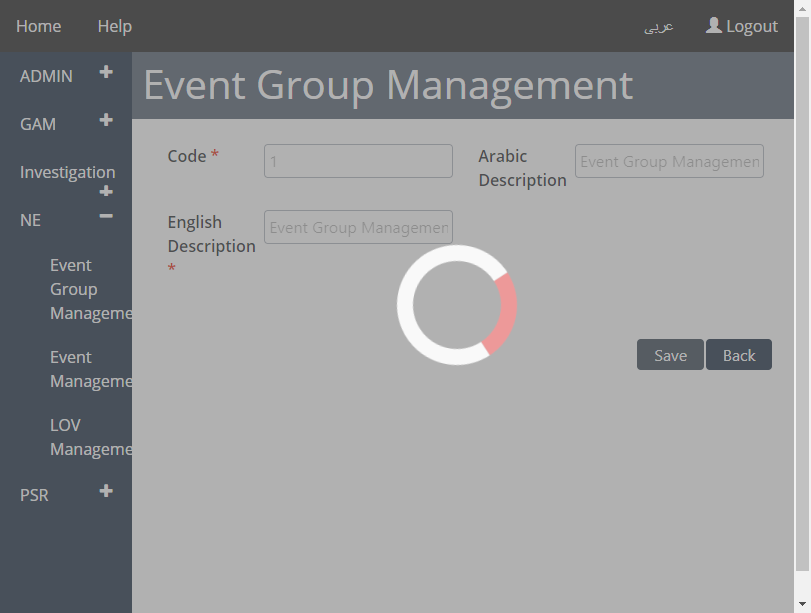 Home Help عربى Logout
Event Group Management
ADMIN
GAM
Investigation
NE
Event
Group
Manageme
Event
Manageme
LOV
Manageme
PSR
Code * 1
Arabic
Description
Event Group Managemen
English
Description
*
Event Group Managemen
Save Back